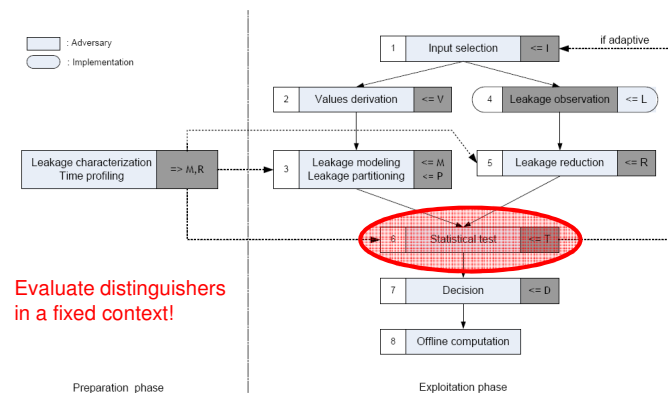 : Adversary
: Implementation
if adaptive
1 Input selection <= I
2 Values derivation <= V
4 Leakage observation <= L
Leakage characterization
Time profiling
=> M,R
3 Leakage modeling <= M
Leakage partitioning <= P
5 Leakage reduction <= R
6 Statistical test <= T
Evaluate distinguishers
in a fixed context!
7 Decision <= D
8 Offline computation
Preparation phase
Exploitation phase